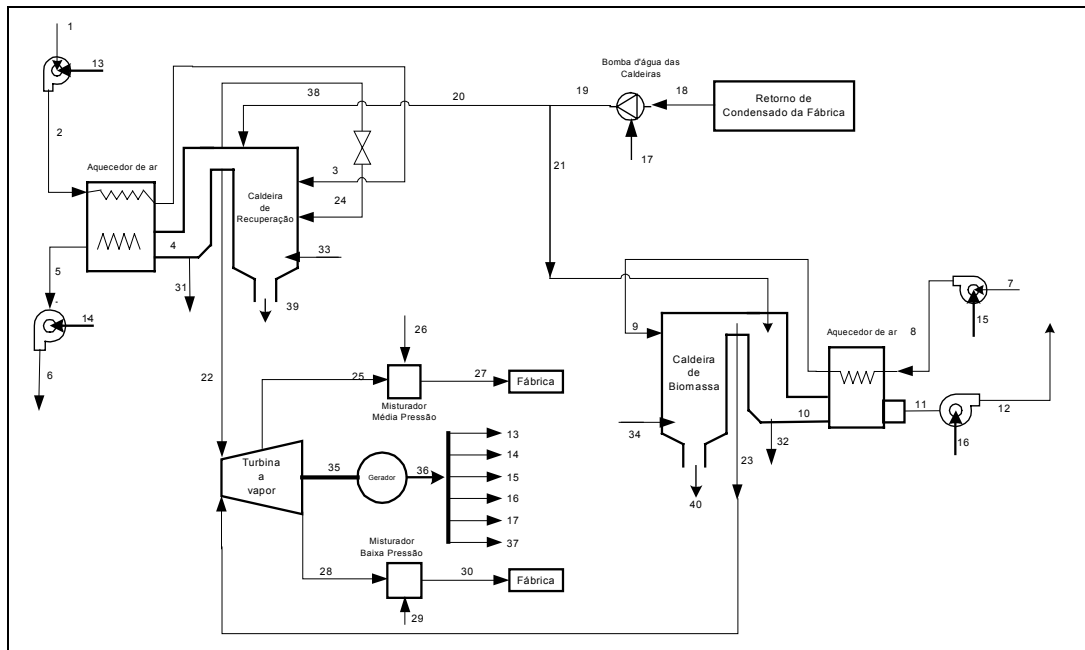 1
13
38
20
19
Bomba d'água das
Caldeiras
18
Retorno de
Condensado da Fábrica
17
2
Aquecedor de ar
3
24
Caldeira
de
Recuperação
21
4
33
5
31
39
14
6
22
26
25
27
Fábrica
Misturador
Média Pressão
Turbina
a
vapor
35
Gerador
36
13
14
15
16
17
37
Misturador
Baixa Pressão
28
30
Fábrica
29
9
Caldeira
de
Biomassa
34
40
23
10
32
Aquecedor de ar
8
7
15
11
12
16